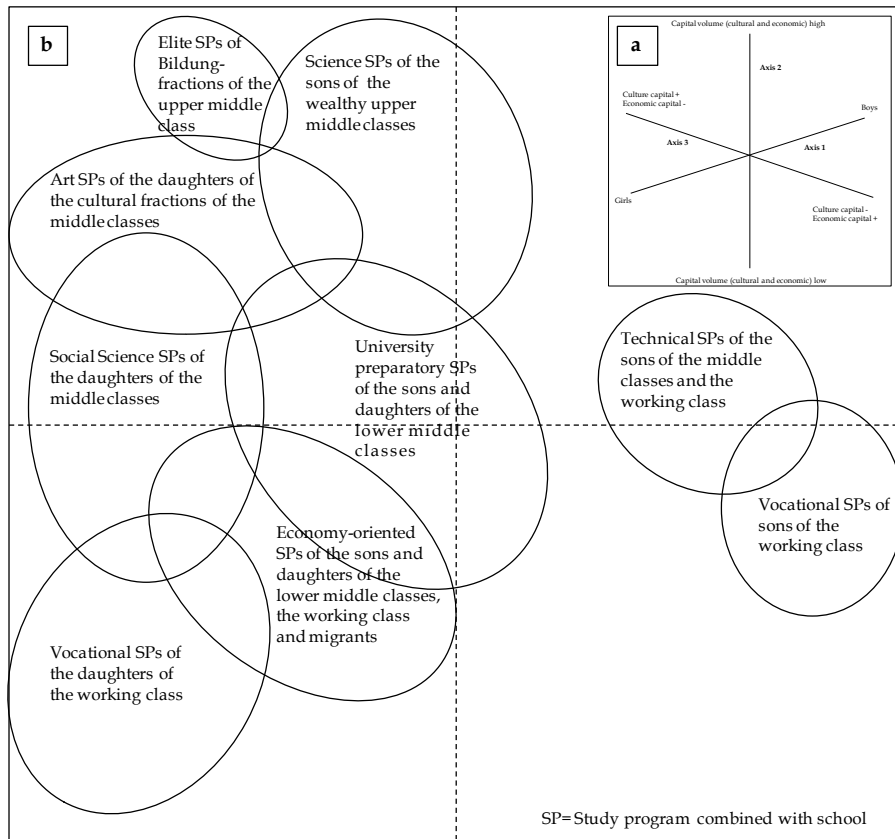 b
Elite SPs of
Bildung-
fractions of the
upper middle
class
Science SPs of the
sons of the
wealthy upper
middle classes
a
Capital volume (cultural and economic) high
Axis 2
Culture capital +
Economic capital -
Boys
Axis 3
Axis 1
Girls
Culture capital -
Economic capital +
Capital volume (cultural and economic) low
Art SPs of the daughters of
the cultural fractions of the
middle classes
Social Science SPs of
the daughters of the
middle classes
University
preparatory SPs
of the sons and
daughters of the
lower middle
classes
Technical SPs of the
sons of the middle
classes and the
working class
Vocational SPs of
sons of the
working class
Economy-oriented
SPs of the sons and
daughters of the
lower middle classes,
the working class
and migrants
Vocational SPs of
the daughters of
the working class
SP= Study program combined with school